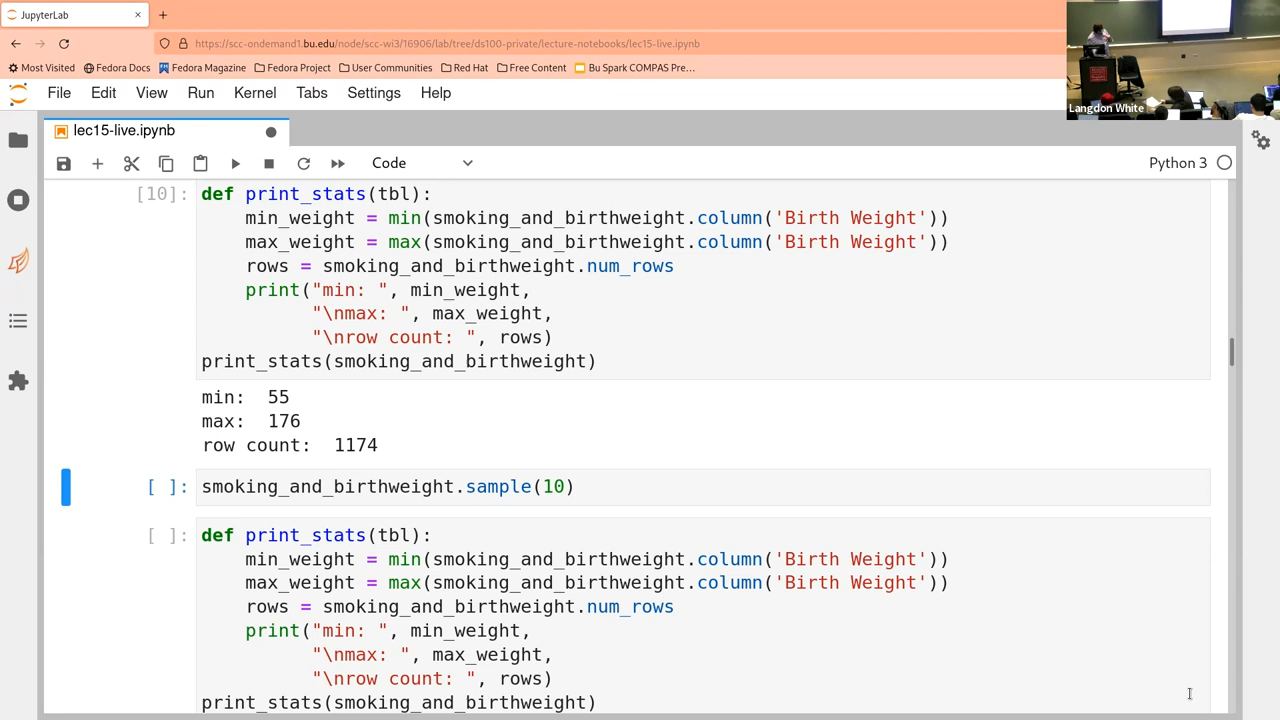 JupyterLab
https://scc-ondemand1.bu.edu/node/scc-wi3/16906/lab/tree/ds100-private/lecture-notebooks/lec15-live.ipynb
Most Visited Fedora Docs Fedora Magazine Fedora Project User Communities Red Hat Free Content Bu Spark COMPAS Pre…
File Edit View Run Kernel Tabs Settings Help
Langdon White
lec15-live.ipynb
Code
Python 3
[10]: def print_stats(tbl):
    min_weight = min(smoking_and_birthweight.column('Birth Weight'))
    max_weight = max(smoking_and_birthweight.column('Birth Weight'))
    rows = smoking_and_birthweight.num_rows
    print("min: ", min_weight,
          "\nmax: ", max_weight,
          "\nrow count: ", rows)
print_stats(smoking_and_birthweight)
min:  55
max:  176
row count:  1174
[ ]: smoking_and_birthweight.sample(10)
[ ]: def print_stats(tbl):
    min_weight = min(smoking_and_birthweight.column('Birth Weight'))
    max_weight = max(smoking_and_birthweight.column('Birth Weight'))
    rows = smoking_and_birthweight.num_rows
    print("min: ", min_weight,
          "\nmax: ", max_weight,
          "\nrow count: ", rows)
print_stats(smoking_and_birthweight)